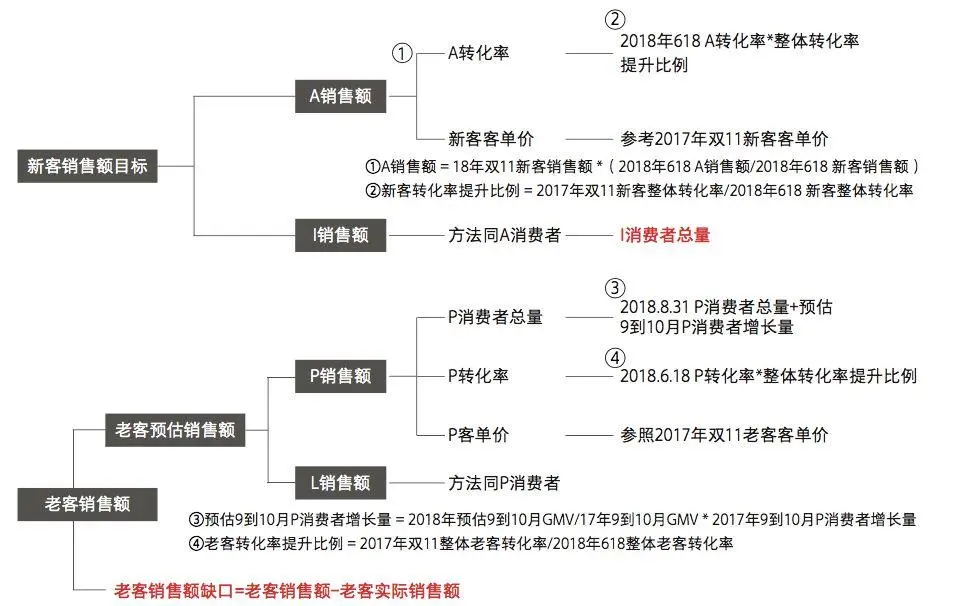 ②
①
A转化率
2018年618 A转化率*整体转化率
提升比例
A销售额
新客客单价
参考2017年双11新客客单价
新客销售额目标
①A销售额 = 18年双11新客销售额 *（ 2018年618 A销售额/2018年618 新客销售额 ）
②新客转化率提升比例 = 2017年双11新客整体转化率/2018年618 新客整体转化率
I销售额
方法同A消费者
I消费者总量
③
P消费者总量
2018.8.31 P消费者总量+预估
9到10月P消费者增长量
④
P销售额
P转化率
2018.6.18 P转化率*整体转化率提升比例
老客预估销售额
P客单价
参照2017年双11老客客单价
L销售额
方法同P消费者
老客销售额
③预估9到10月P消费者增长量 = 2018年预估9到10月GMV/17年9到10月GMV * 2017年9到10月P消费者增长量
④老客转化率提升比例 = 2017年双11整体老客转化率/2018年618整体老客转化率
老客销售额缺口=老客销售额-老客实际销售额